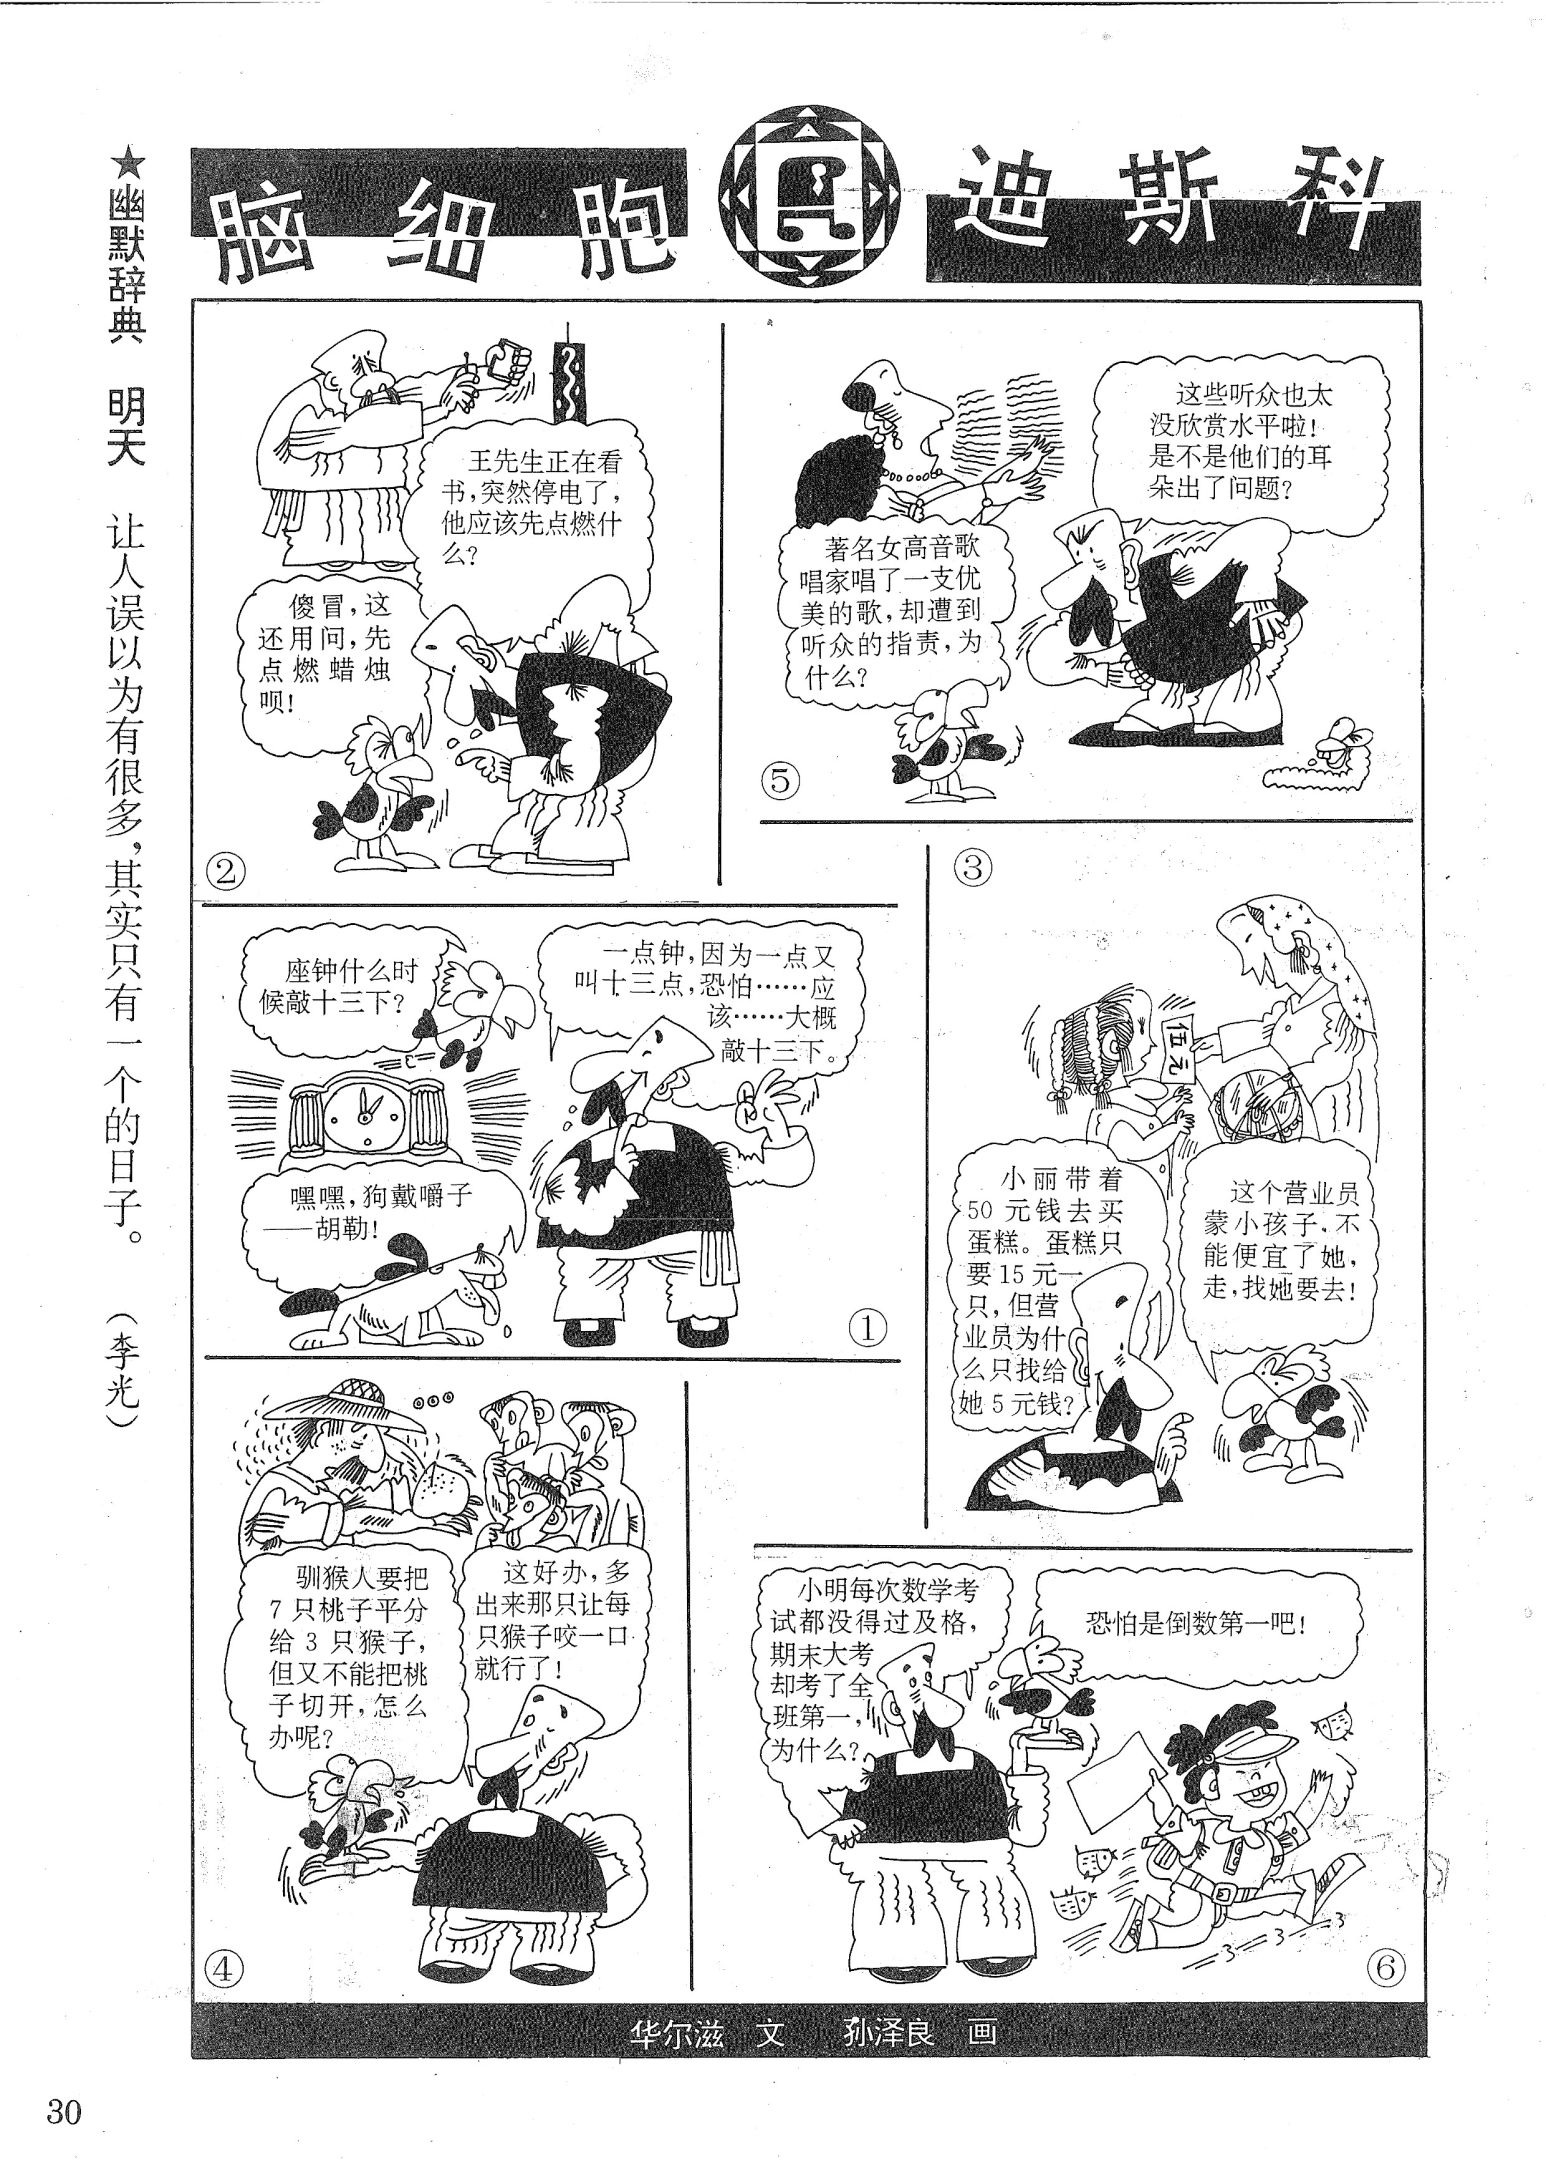 ★幽默辞典　明天　让人误以为有很多，其实只有一个的日子。　（李光）
脑细胞迪斯科
座钟什么时
候敲十三下？
一点钟，因为一点又
叫十三点，恐怕……应
该……大概
敲十三下。
嘿嘿，狗戴嚼子
——胡勒！
①
王先生正在看
书，突然停电了，
他应该先点燃什
么？
傻冒，这
还用问，先
点燃蜡烛
呗！
②
③
伍元
小丽带着
50元钱去买
蛋糕。蛋糕只
要15元一
只，但营
业员为什
么只找给
她5元钱？
这个营业员
蒙小孩子，不
能便宜了她，
走，找她要去！
驯猴人要把
7只桃子平分
给3只猴子，
但又不能把桃
子切开，怎么
办呢？
这好办，多
出来那只让每
只猴子咬一口
就行了！
④
著名女高音歌
唱家唱了一支优
美的歌，却遭到
听众的指责，为
什么？
这些听众也太
没欣赏水平啦！
是不是他们的耳
朵出了问题？
⑤
小明每次数学考
试都没得过及格，
期末大考
却考了全
班第一，
为什么？
恐怕是倒数第一吧！
⑥
华尔滋　文　　孙泽良　画
30